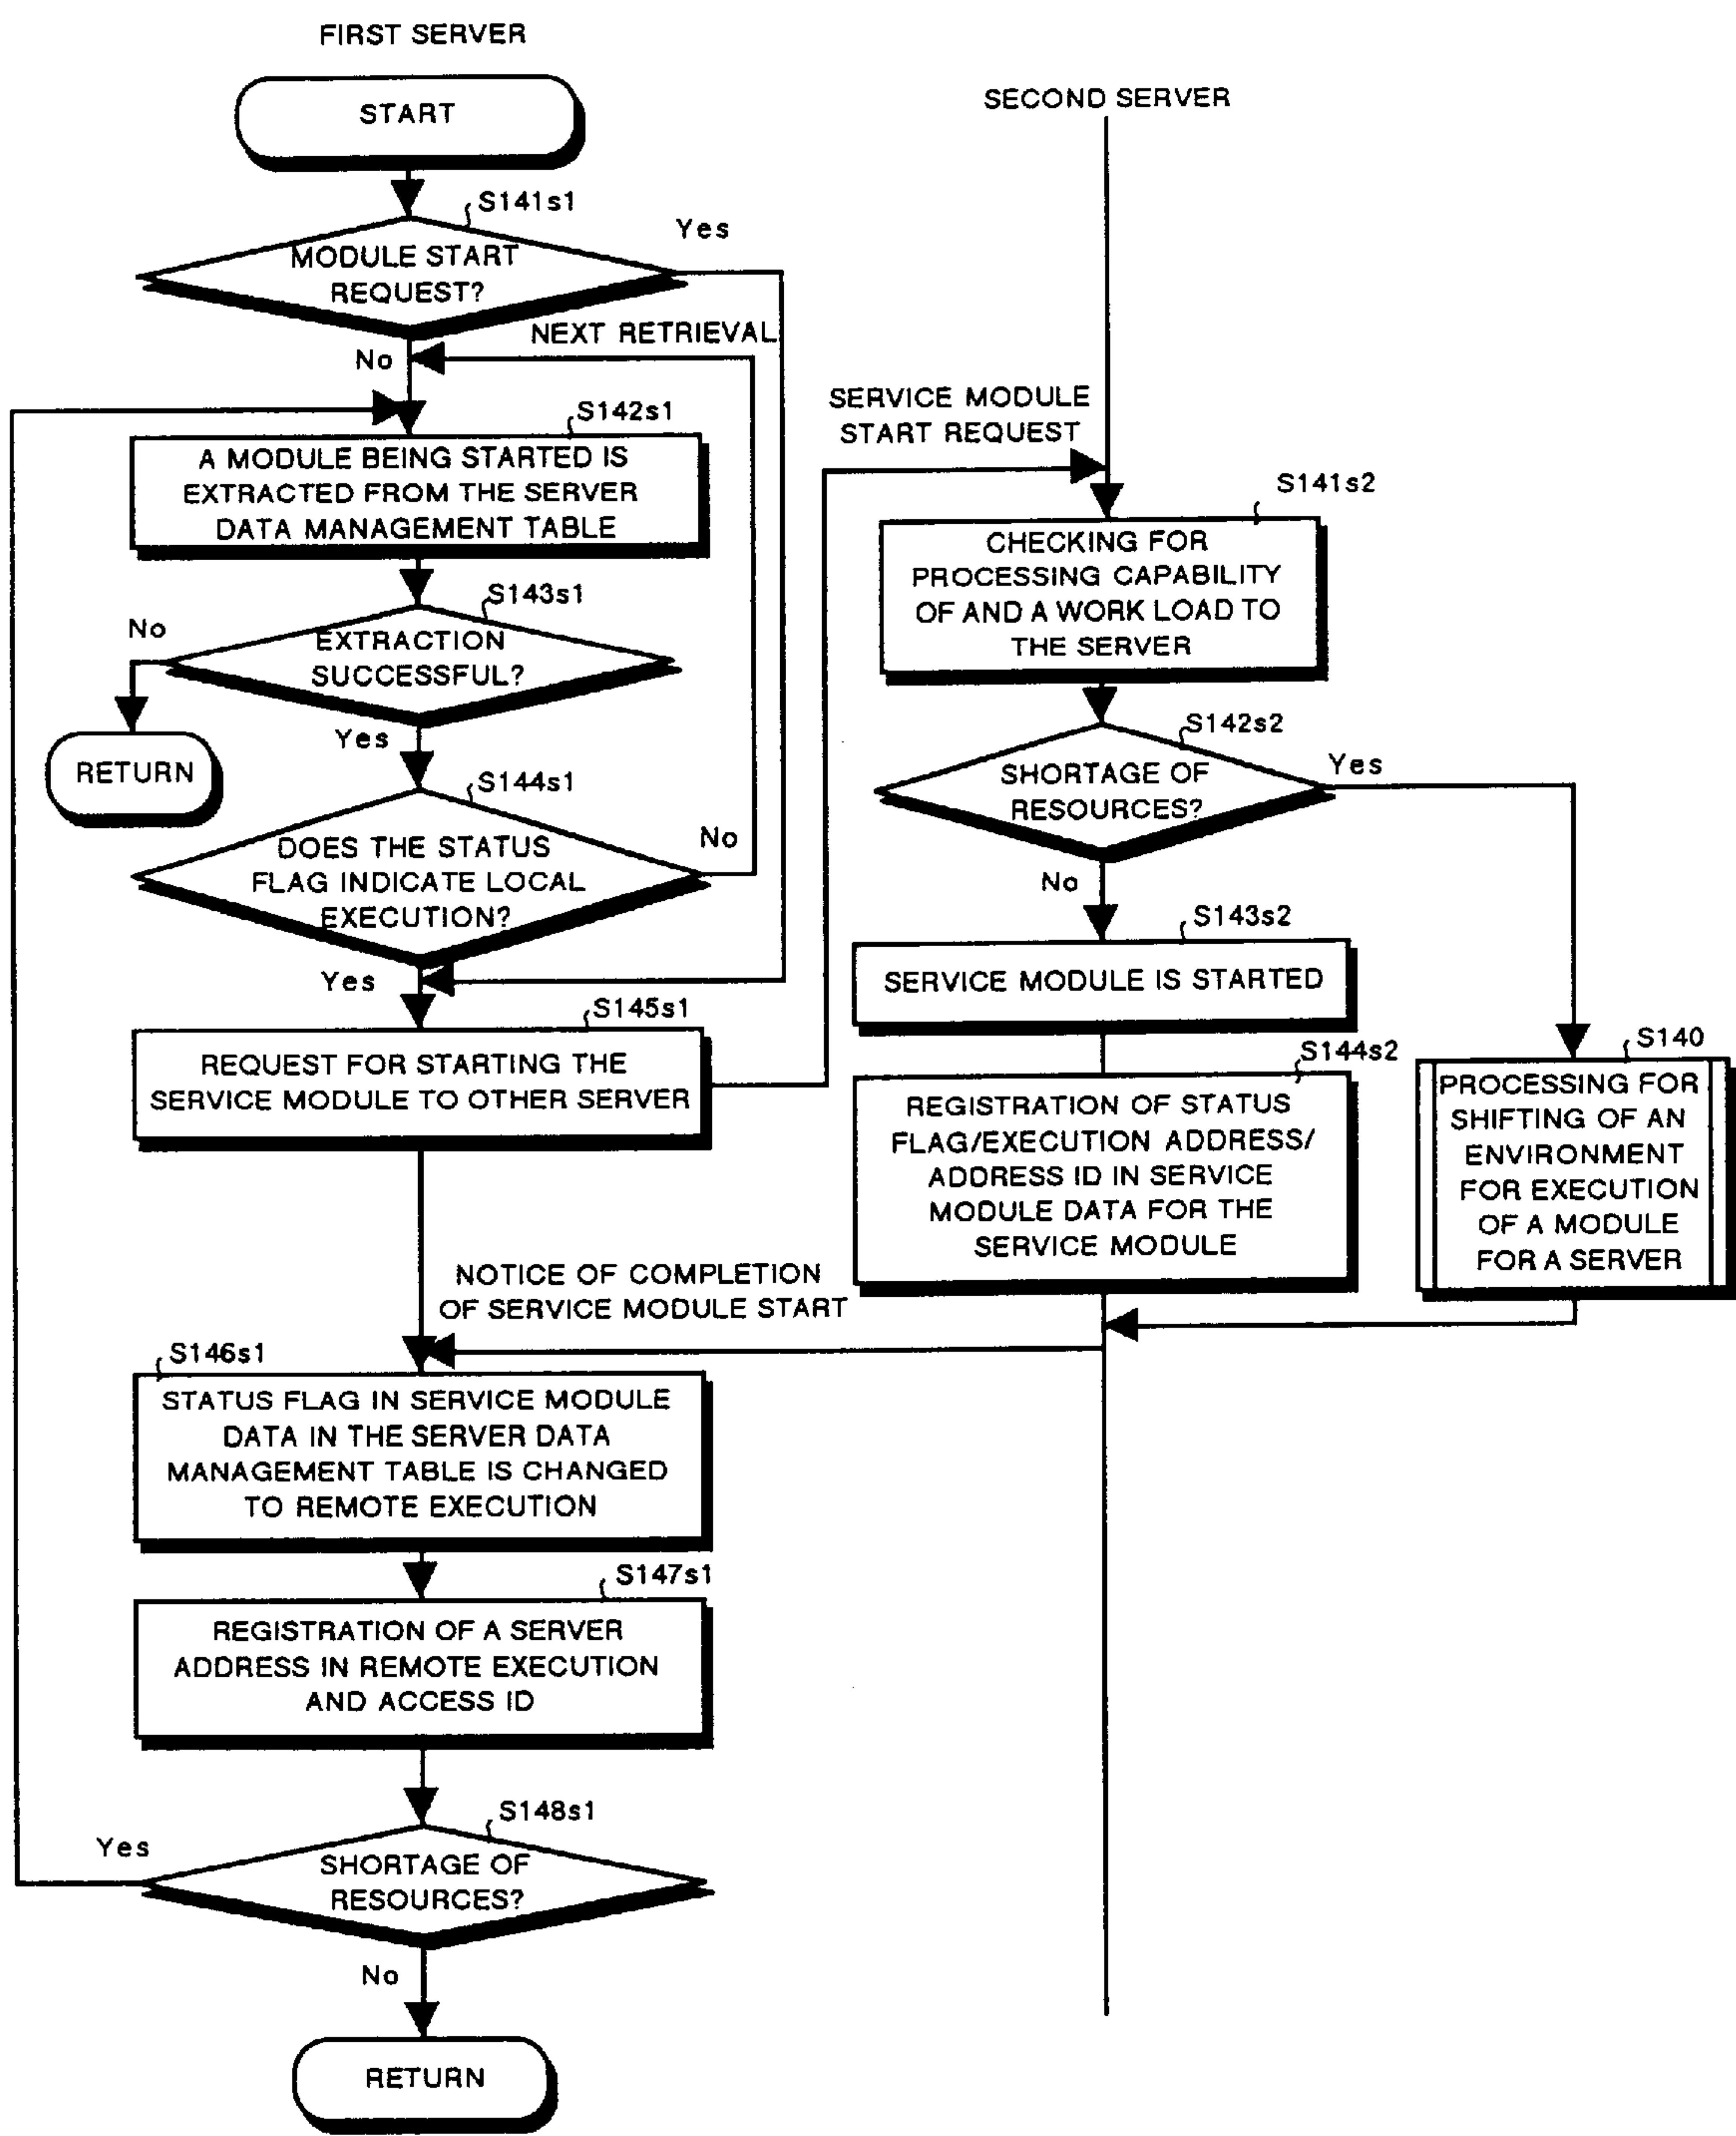 FIRST SERVER
START
S141s1
Yes
MODULE START
REQUEST?
NEXT RETRIEVAL
No
S142s1
A MODULE BEING STARTED IS
EXTRACTED FROM THE SERVER
DATA MANAGEMENT TABLE
S143s1
No
EXTRACTION
SUCCESSFUL?
Yes
RETURN
S144s1
No
DOES THE STATUS
FLAG INDICATE LOCAL
EXECUTION?
Yes
S145s1
REQUEST FOR STARTING THE
SERVICE MODULE TO OTHER SERVER
NOTICE OF COMPLETION
OF SERVICE MODULE START
S146s1
STATUS FLAG IN SERVICE MODULE
DATA IN THE SERVER DATA
MANAGEMENT TABLE IS CHANGED
TO REMOTE EXECUTION
S147s1
REGISTRATION OF A SERVER
ADDRESS IN REMOTE EXECUTION
AND ACCESS ID
S148s1
Yes
SHORTAGE OF
RESOURCES?
No
RETURN
SECOND SERVER
SERVICE MODULE
START REQUEST
S141s2
CHECKING FOR
PROCESSING CAPABILITY
OF AND A WORK LOAD TO
THE SERVER
S142s2
Yes
SHORTAGE OF
RESOURCES?
No
S143s2
SERVICE MODULE IS STARTED
S144s2
REGISTRATION OF STATUS
FLAG/EXECUTION ADDRESS/
ADDRESS ID IN SERVICE
MODULE DATA FOR THE
SERVICE MODULE
S140
PROCESSING FOR
SHIFTING OF AN
ENVIRONMENT
FOR EXECUTION
OF A MODULE
FOR A SERVER